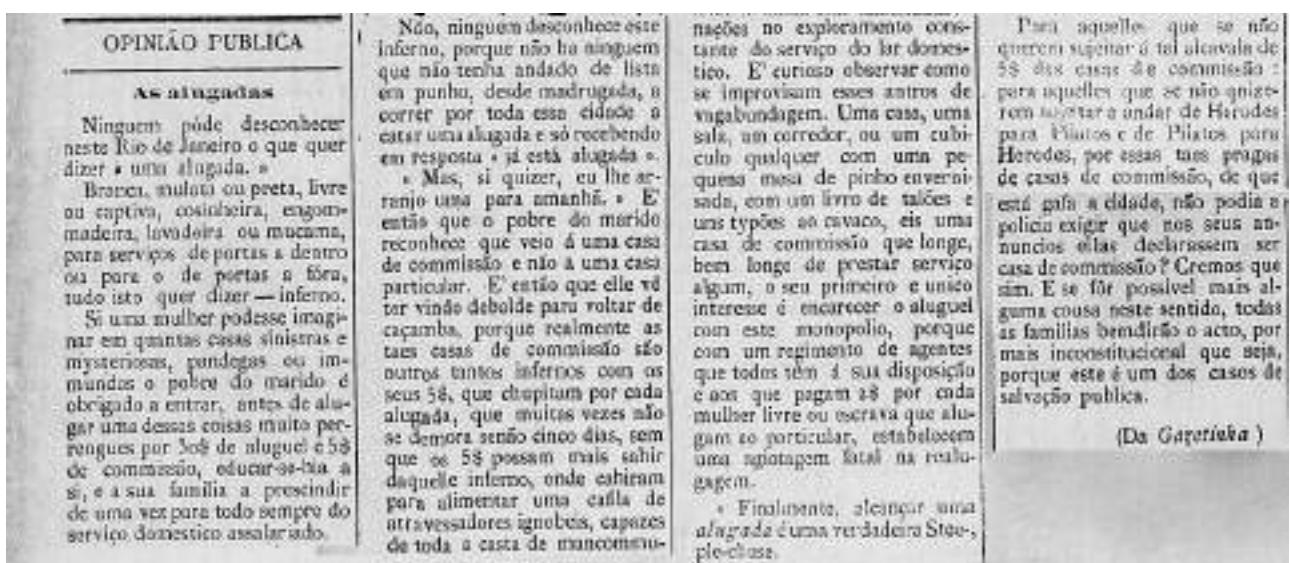 OPINIÃO PUBLICA
As alugadas
Ninguem póde desconhecer
neste Rio de Janeiro o que quer
dizer « uma alugada. »
Branca, mulata ou preta, livre
ou captiva, cosinheira, engom-
madeira, lavadeira ou mucama,
para serviços de portas a dentro
ou para o de portas a fóra,
tudo isto quer dizer — inferno.
Si uma mulher podesse imagi-
nar em quantas casas sinistras e
mysteriosas, pandegas ou im-
mundas o pobre do marido é
obrigado a entrar, antes de alu-
gar uma dessas coisas muito per-
rengues por 30$ de aluguel e 5$
de commissão, educar-se-hia a
si, e a sua familia a prescindir
de uma vez para todo sempre do
serviço domestico assalariado.
Não, ninguem desconhece este
inferno, porque não ha ninguem
que não tenha andado de lista
em punho, desde madrugada, a
correr por toda essa cidade a
catar uma alugada e só recebendo
em resposta « já está alugada ».
« Mas, si quizer, eu lhe ar-
ranjo uma para amanhã. » E'
então que o pobre do marido
reconhece que veio á uma casa
de commissão e não a uma casa
particular. E' então que elle vê
ter vindo debolde para voltar de
caçamba, porque realmente as
taes casas de commissão são
outros tantos infernos com os
seus 5$, que chupitam por cada
alugada, que muitas vezes não
se demora senão cinco dias, sem
que os 5$ possam mais sahir
daquelle inferno, onde cahiram
para alimentar uma cafila de
atravessadores ignobeis, capazes
de toda a casta de mancommu-
nações no exploramento cons-
tante do serviço do lar domes-
tico. E' curioso observar como
se improvisam esses antros de
vagabundagem. Uma casa, uma
sala, um corredor, ou um cubi-
culo qualquer com uma pe-
quena mesa de pinho enverni-
sada, com um livro de talões e
uns typões ao cavaco, eis uma
casa de commissão que longe,
bem longe de prestar serviço
algum, o seu primeiro e unico
interesse é encarecer o aluguel
com este monopolio, porque
com um regimento de agentes
que todos têm á sua disposição
e aos que pagam 2$ por cada
mulher livre ou escrava que alu-
gam ao particular, estabelecem
uma agiotagem fatal na realu-
gagem.
« Finalmente, alcançar uma
alugada é uma verdadeira Stee-,
ple-chase.
Para aquelles que se não
querem sujeitar á tal alcavala de
5$ das casas de commissão :
para aquelles que se não quize-
rem sujeitar a andar de Herodes
para Pilatos e de Pilatos para
Herodes, por essas taes pragas
de casas de commissão, de que
está gafa a cidade, não podia a
policia exigir que nos seus an-
nuncios ellas declarassem ser
casa de commissão? Cremos que
sim. E se fôr possivel mais al-
guma cousa neste sentido, todas
as familias bemdirão o acto, por
mais inconstitucional que seja,
porque este é um dos casos de
salvação publica.
(Da Gazetinha)